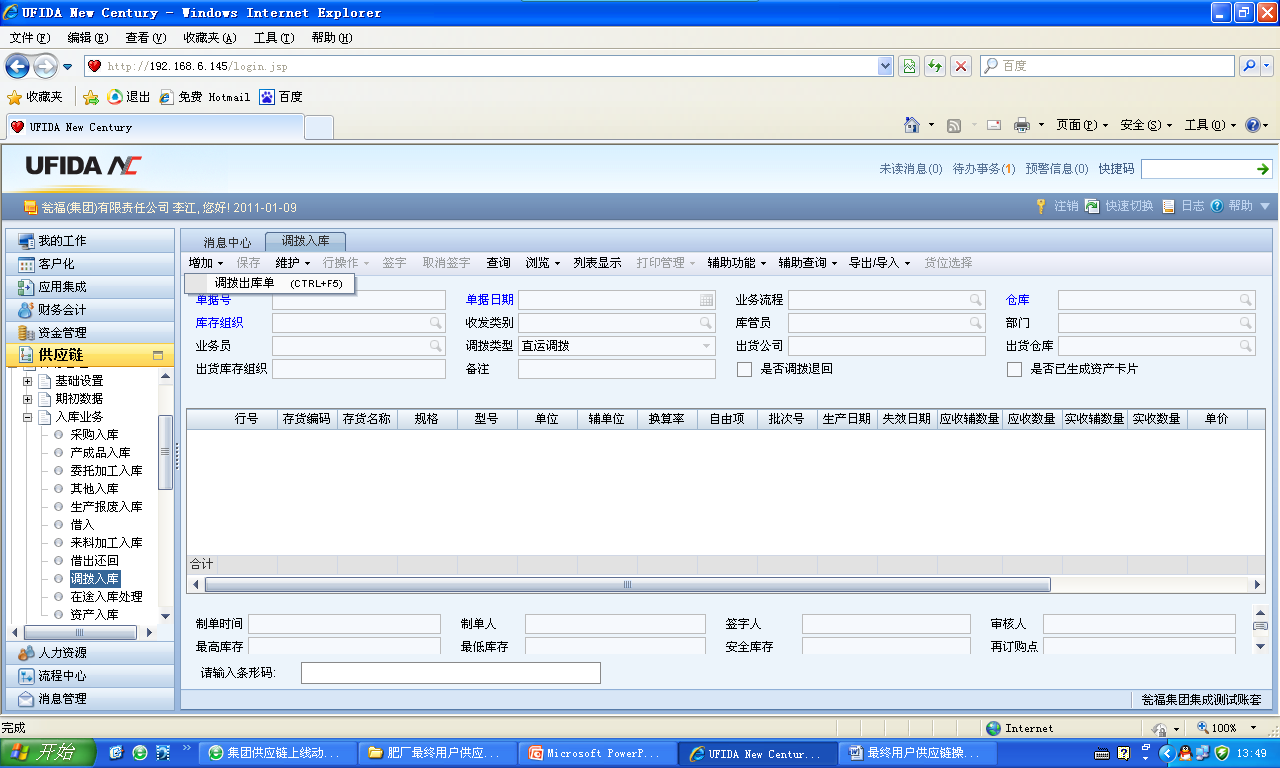 UFIDA New Century - Windows Internet Explorer
文件(F) 编辑(E) 查看(V) 收藏夹(A) 工具(T) 帮助(H)
http://192.168.6.145/login.jsp 百度
收藏夹 退出 免费 Hotmail 百度
UFIDA New Century 页面(P) 安全(S) 工具(O)
UFIDA NC 未读消息(0) 待办事务(1) 预警信息(0) 快捷码
瓮福(集团)有限责任公司 李江, 您好! 2011-01-09 注销 快速切换 日志 帮助
我的工作
客户化
应用集成
财务会计
资金管理
供应链
基础设置
期初数据
入库业务
采购入库
产成品入库
委托加工入库
其他入库
生产报废入库
借入
来料加工入库
借出还回
调拨入库
在途入库处理
资产入库
人力资源
流程中心
消息管理
消息中心 调拨入库
增加 保存 维护 行操作 签字 取消签字 查询 浏览 列表显示 打印管理 辅助功能 辅助查询 导出/导入 货位选择
调拨出库单 (CTRL+F5)
单据号 单据日期 业务流程 仓库
库存组织 收发类别 库管员 部门
业务员 调拨类型 直运调拨 出货公司 出货仓库
出货库存组织 备注 是否调拨退回 是否已生成资产卡片
行号 存货编码 存货名称 规格 型号 单位 辅单位 换算率 自由项 批次号 生产日期 失效日期 应收辅数量 应收数量 实收辅数量 实收数量 单价
合计
制单时间 制单人 签字人 审核人
最高库存 最低库存 安全库存 再订购点
请输入条形码:
瓮福集团集成测试账套
完成 Internet 100%
开始 集团供应链上线动... 肥厂最终用户供应... Microsoft PowerP... UFIDA New Centur... 最终用户供应链操... 13:49